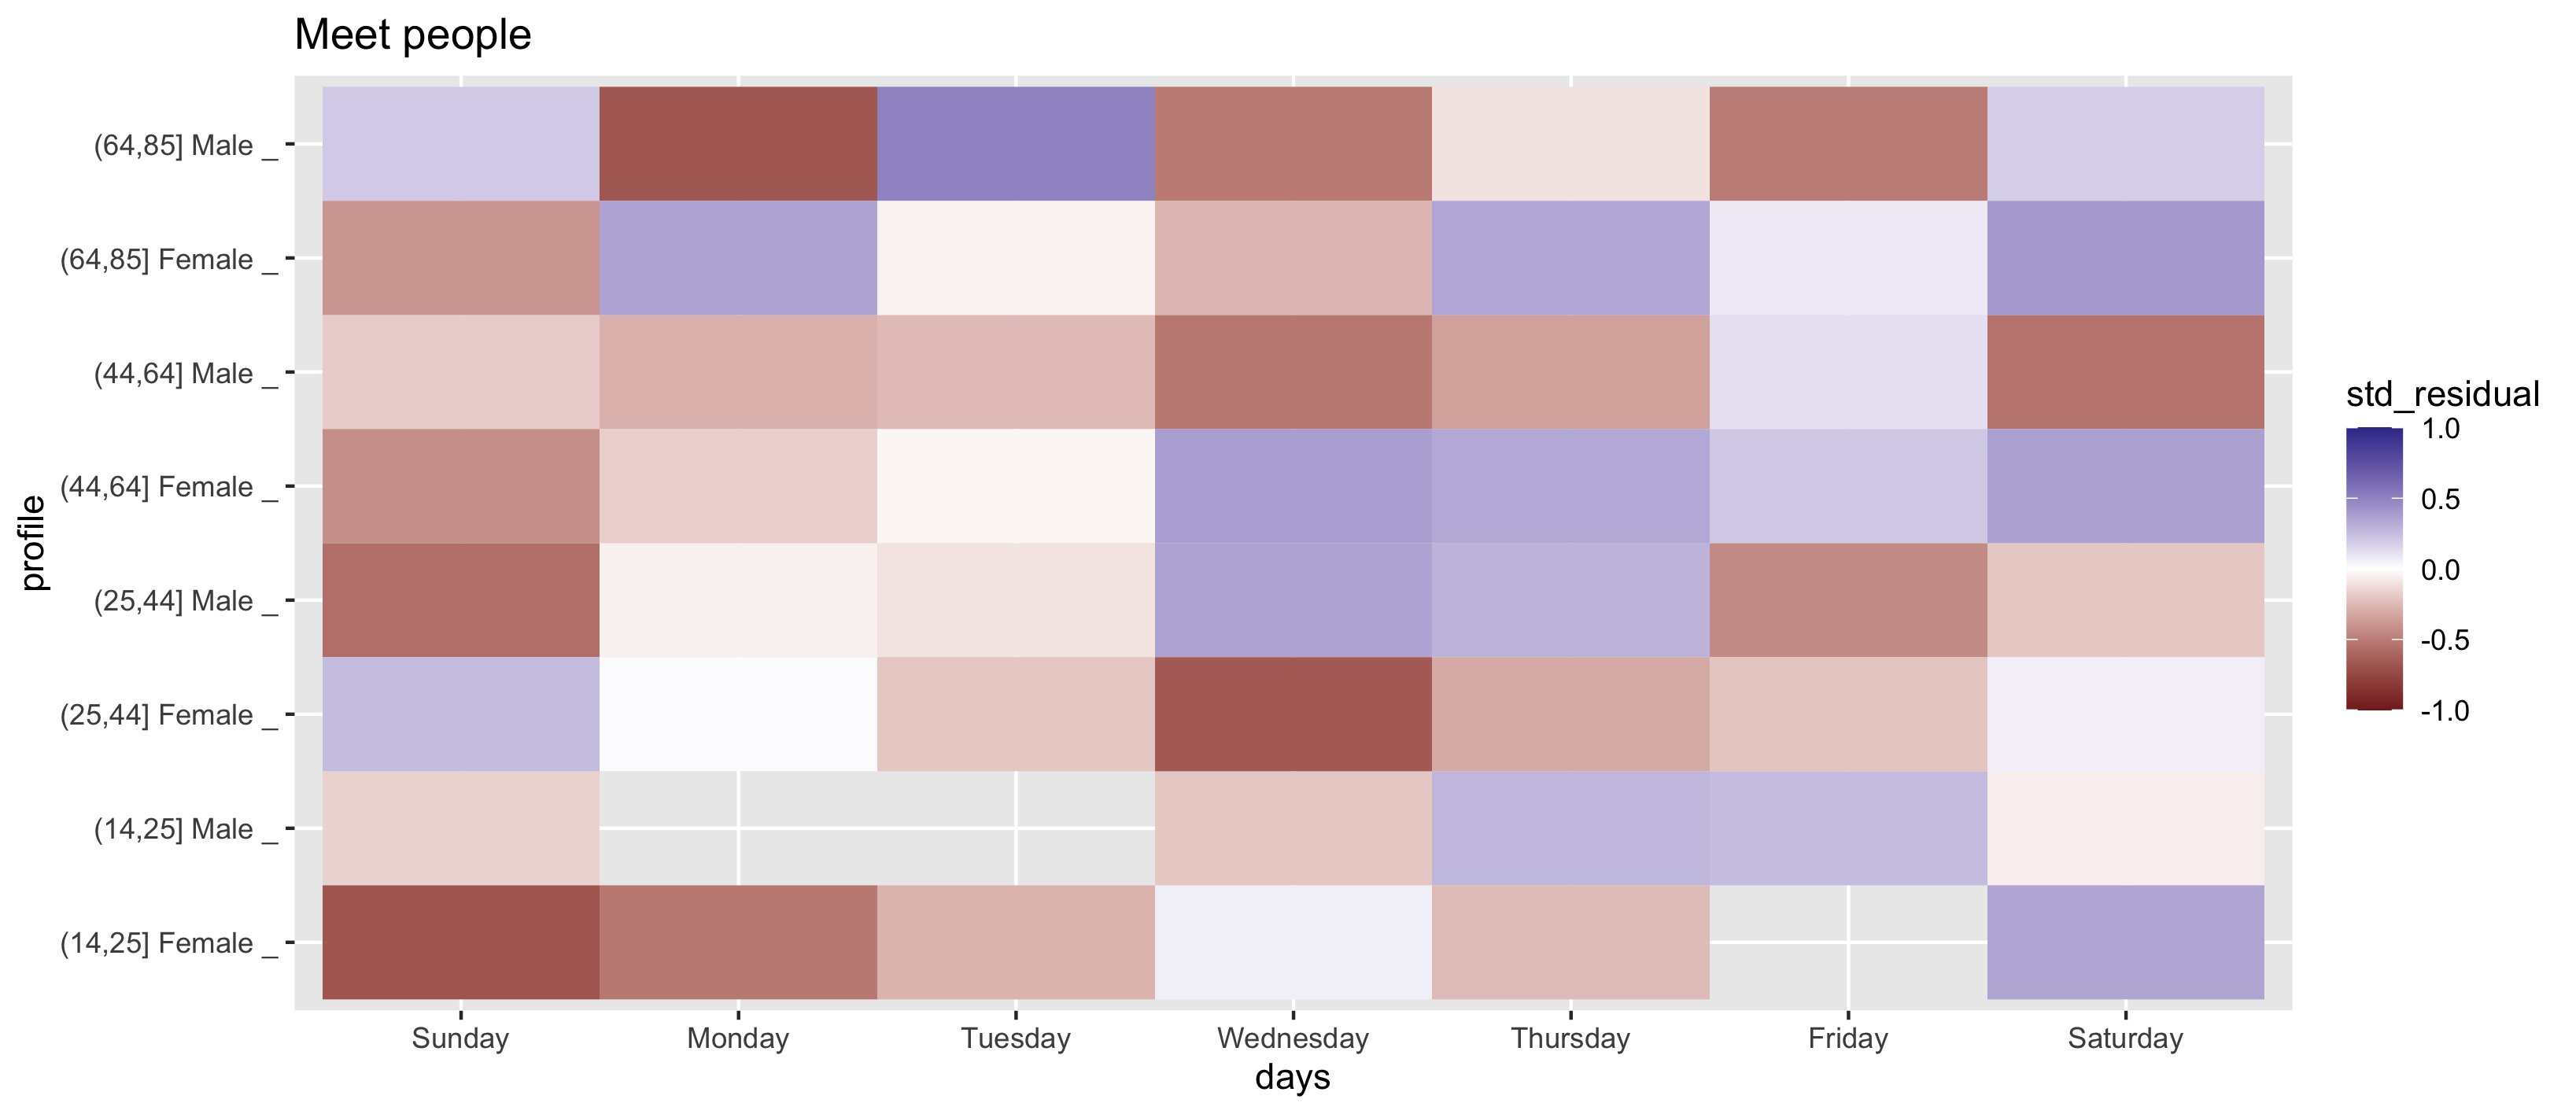 Meet people
profile
(64,85] Male _
(64,85] Female _
(44,64] Male _
(44,64] Female _
(25,44] Male _
(25,44] Female _
(14,25] Male _
(14,25] Female _
Sunday Monday Tuesday Wednesday Thursday Friday Saturday
days
std_residual
1.0
0.5
0.0
-0.5
-1.0